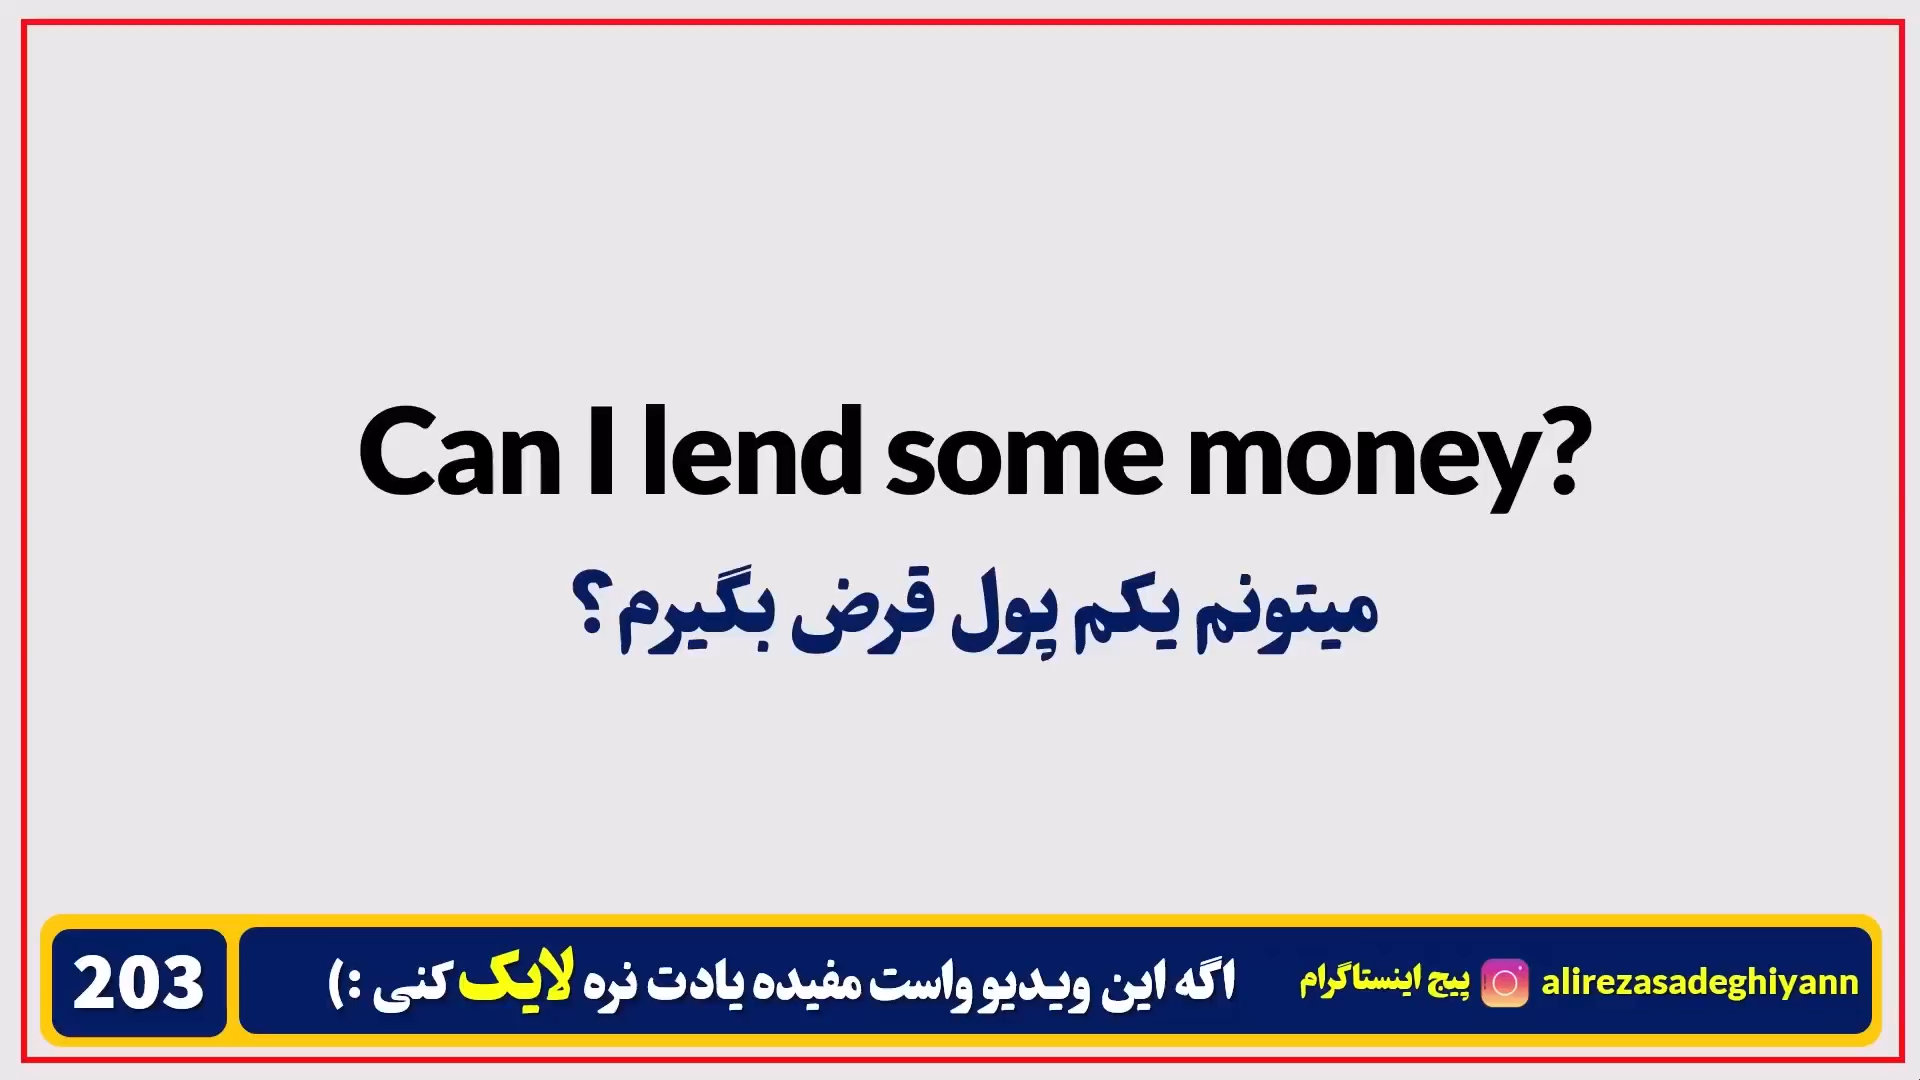 Can I lend some money?
میتونم یکم پول قرض بگیرم؟
203
اگه این ویدیو واست مفیده یادت نره لایک کنی :)
پیج اینستاگرام alirezasadeghiyann